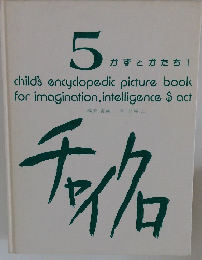 5 かずとかたち1
child's encyclopedic picture book
for imagination, intelligence $ act
チャイクロ